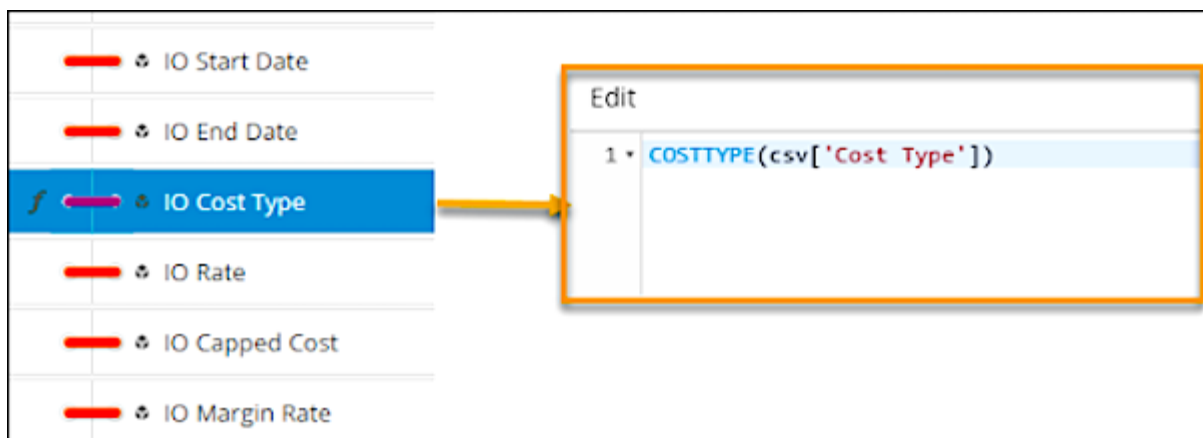 IO Start Date
IO End Date
f IO Cost Type
IO Rate
IO Capped Cost
IO Margin Rate
Edit
1 COSTTYPE(csv['Cost Type'])